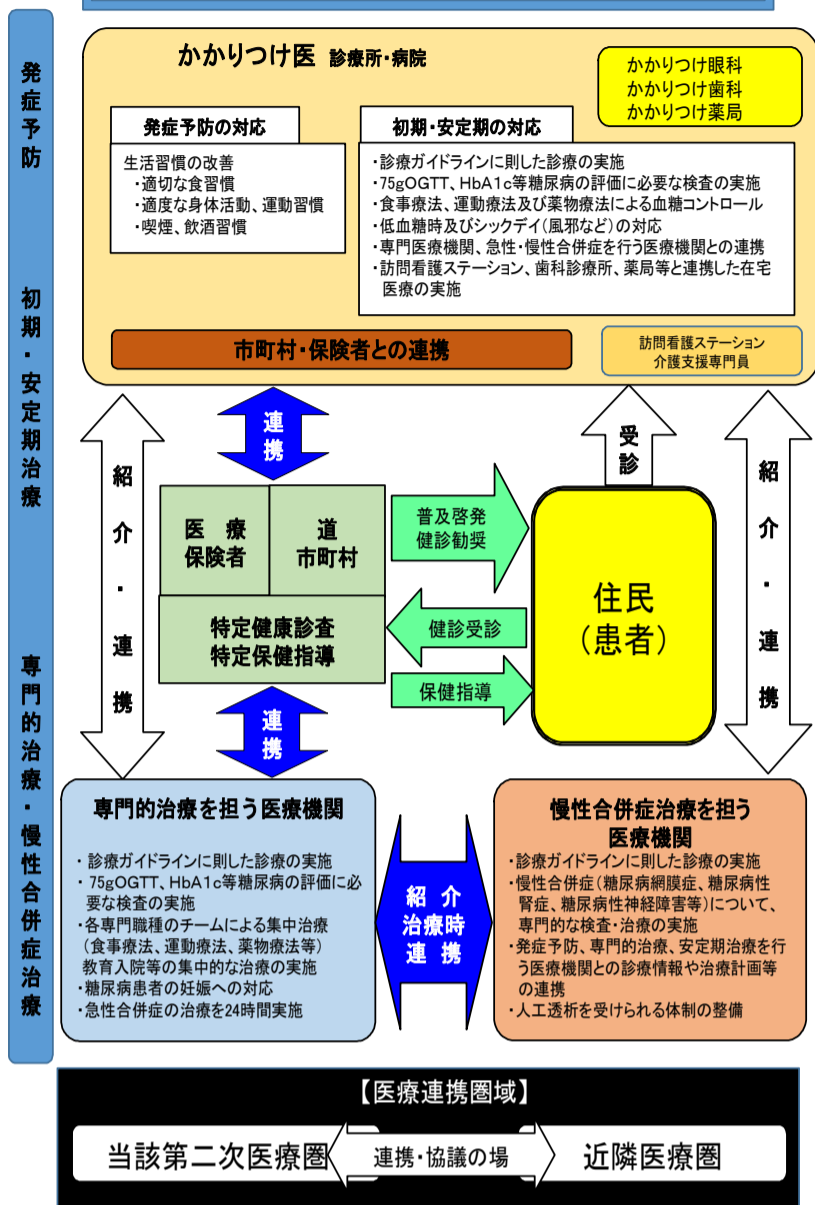 発症予防
初期・安定期治療
専門的治療・慢性合併症治療
かかりつけ医 診療所・病院
かかりつけ眼科
かかりつけ歯科
かかりつけ薬局
発症予防の対応
生活習慣の改善
・適切な食習慣
・適度な身体活動、運動習慣
・喫煙、飲酒習慣
初期・安定期の対応
・診療ガイドラインに則した診療の実施
・75gOGTT、HbA1c等糖尿病の評価に必要な検査の実施
・食事療法、運動療法及び薬物療法による血糖コントロール
・低血糖時及びシックデイ(風邪など)の対応
・専門医療機関、急性・慢性合併症を行う医療機関との連携
・訪問看護ステーション、歯科診療所、薬局等と連携した在宅
医療の実施
市町村・保険者との連携
訪問看護ステーション
介護支援専門員
紹介・連携
連携
受診
紹介・連携
医 療
保険者
道
市町村
特定健康診査
特定保健指導
普及啓発
健診勧奨
健診受診
保健指導
住民
(患者)
連携
専門的治療を担う医療機関
・ 診療ガイドラインに則した診療の実施
・ 75gOGTT、HbA1c等糖尿病の評価に必
要な検査の実施
・各専門職種のチームによる集中治療
(食事療法、運動療法、薬物療法等)
教育入院等の集中的な治療の実施
・糖尿病患者の妊娠への対応
・急性合併症の治療を24時間実施
紹 介
治療時
連 携
慢性合併症治療を担う
医療機関
・診療ガイドラインに則した診療の実施
・慢性合併症(糖尿病網膜症、糖尿病性
腎症、糖尿病性神経障害等)について、
専門的な検査・治療の実施
・発症予防、専門的治療、安定期治療を行
う医療機関との診療情報や治療計画等
の連携
・人工透析を受けられる体制の整備
【医療連携圏域】
当該第二次医療圏
連携・協議の場
近隣医療圏